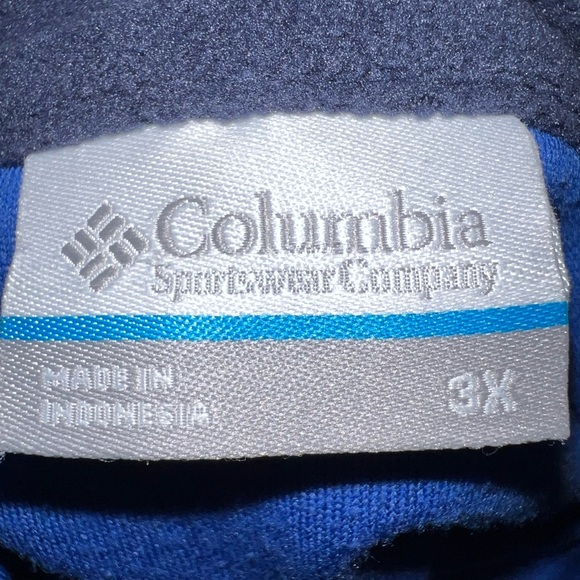 Columbia
Sportswear Company
MADE IN
INDONESIA
3X